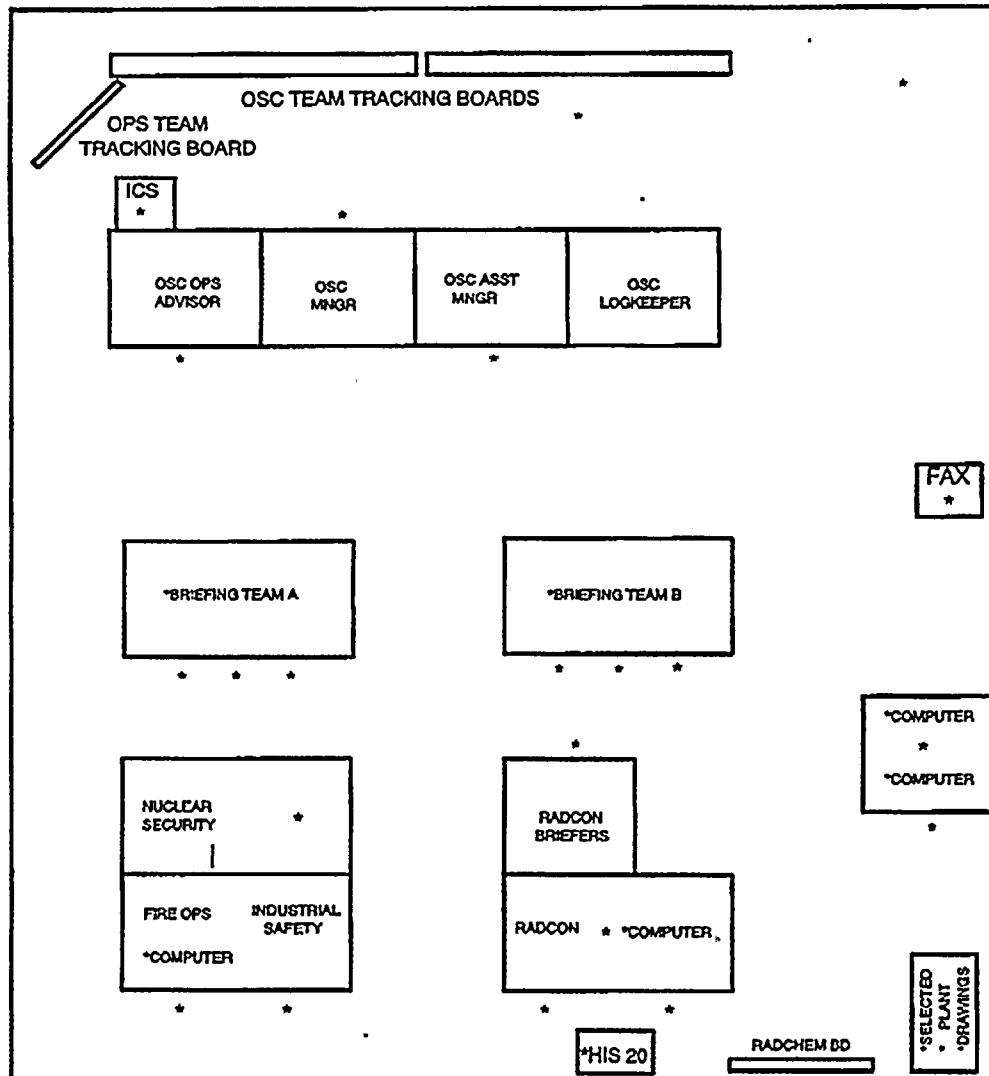 OSC TEAM TRACKING BOARDS
OPS TEAM
TRACKING BOARD
ICS
*
OSC OPS
ADVISOR
OSC
MNGR
OSC ASST
MNGR
OSC
LOGKEEPER
FAX
*
*BRIEFING TEAM A
*BRIEFING TEAM B
*COMPUTER
*
*COMPUTER
NUCLEAR
SECURITY
*
RADCON
BRIEFERS
FIRE OPS
INDUSTRIAL
SAFETY
*COMPUTER
RADCON * *COMPUTER
*SELECTED
* PLANT
*DRAWINGS
*HIS 20
RADCHEM BD